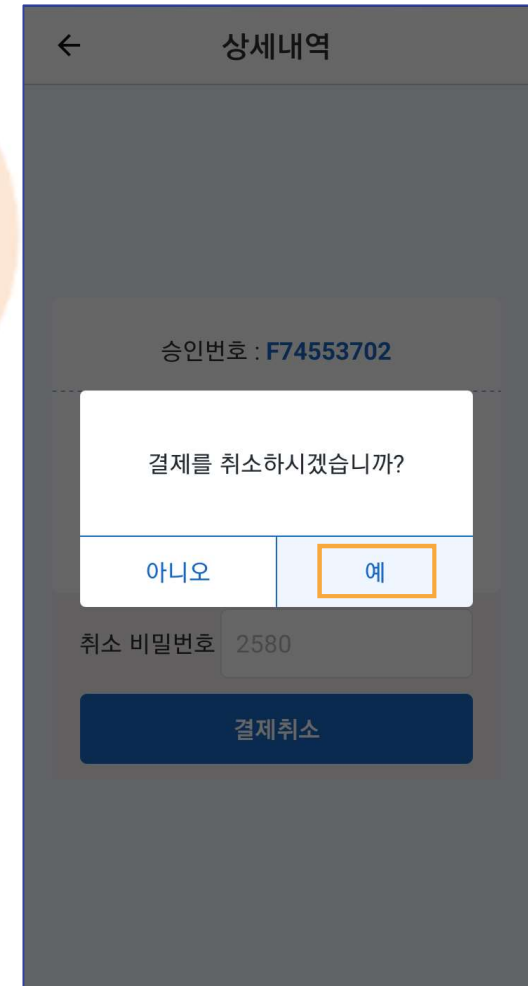 상세내역
승인번호 : F74553702
결제를 취소하시겠습니까?
아니오 예
취소 비밀번호 2580
결제취소